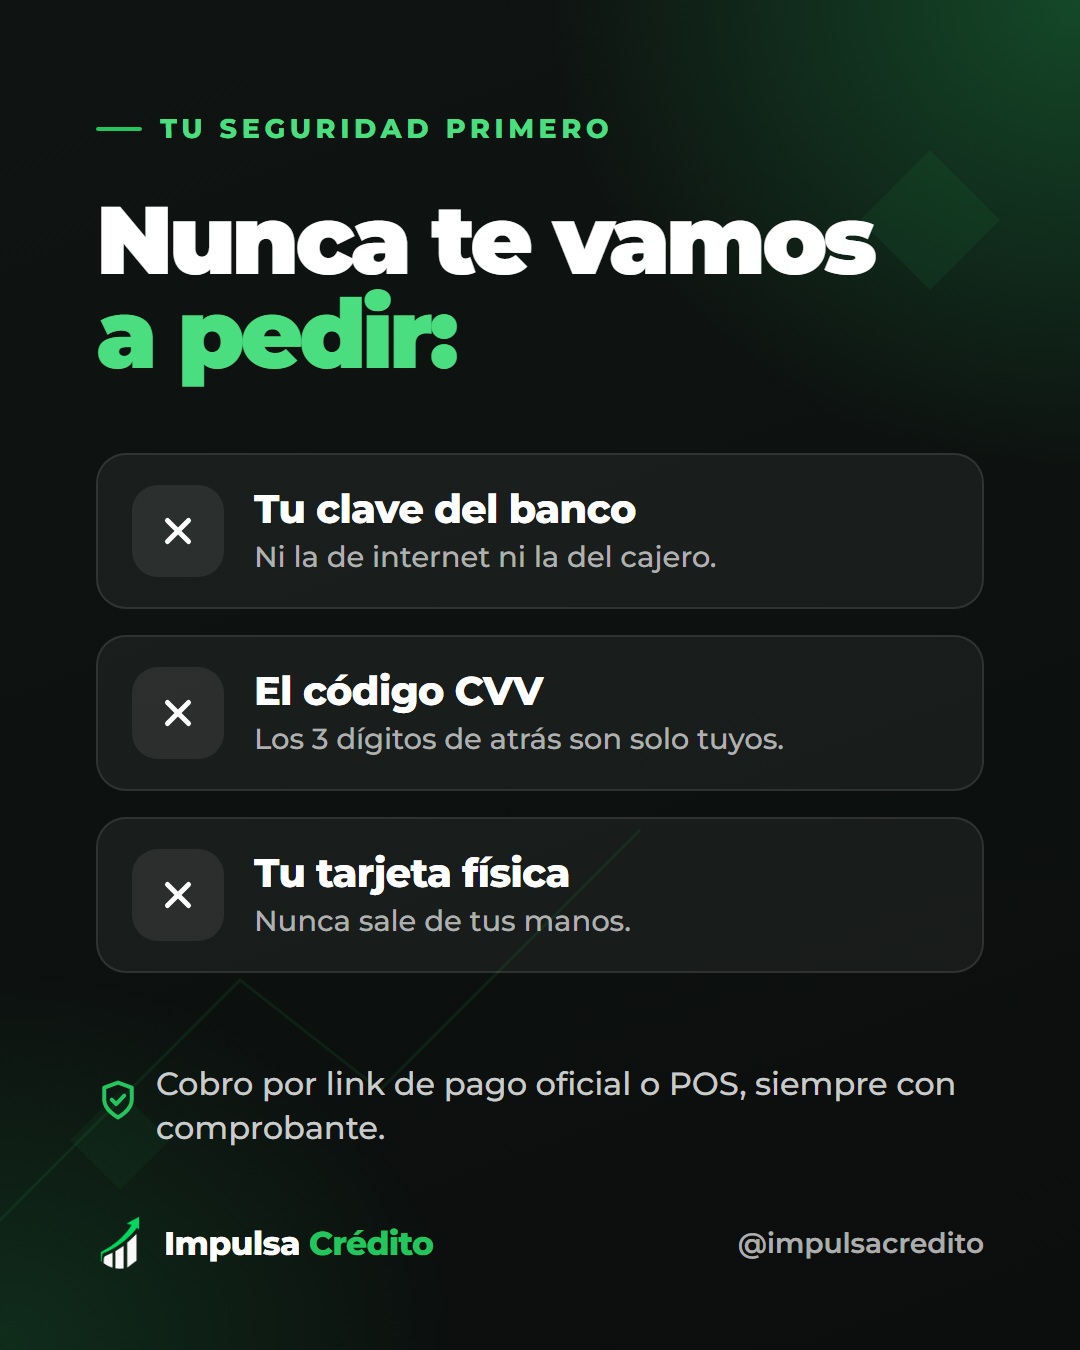 TU SEGURIDAD PRIMERO
Nunca te vamos
a pedir:
Tu clave del banco
Ni la de internet ni la del cajero.
El código CVV
Los 3 dígitos de atrás son solo tuyos.
Tu tarjeta física
Nunca sale de tus manos.
Cobro por link de pago oficial o POS, siempre con
comprobante.
Impulsa Crédito
@impulsacredito